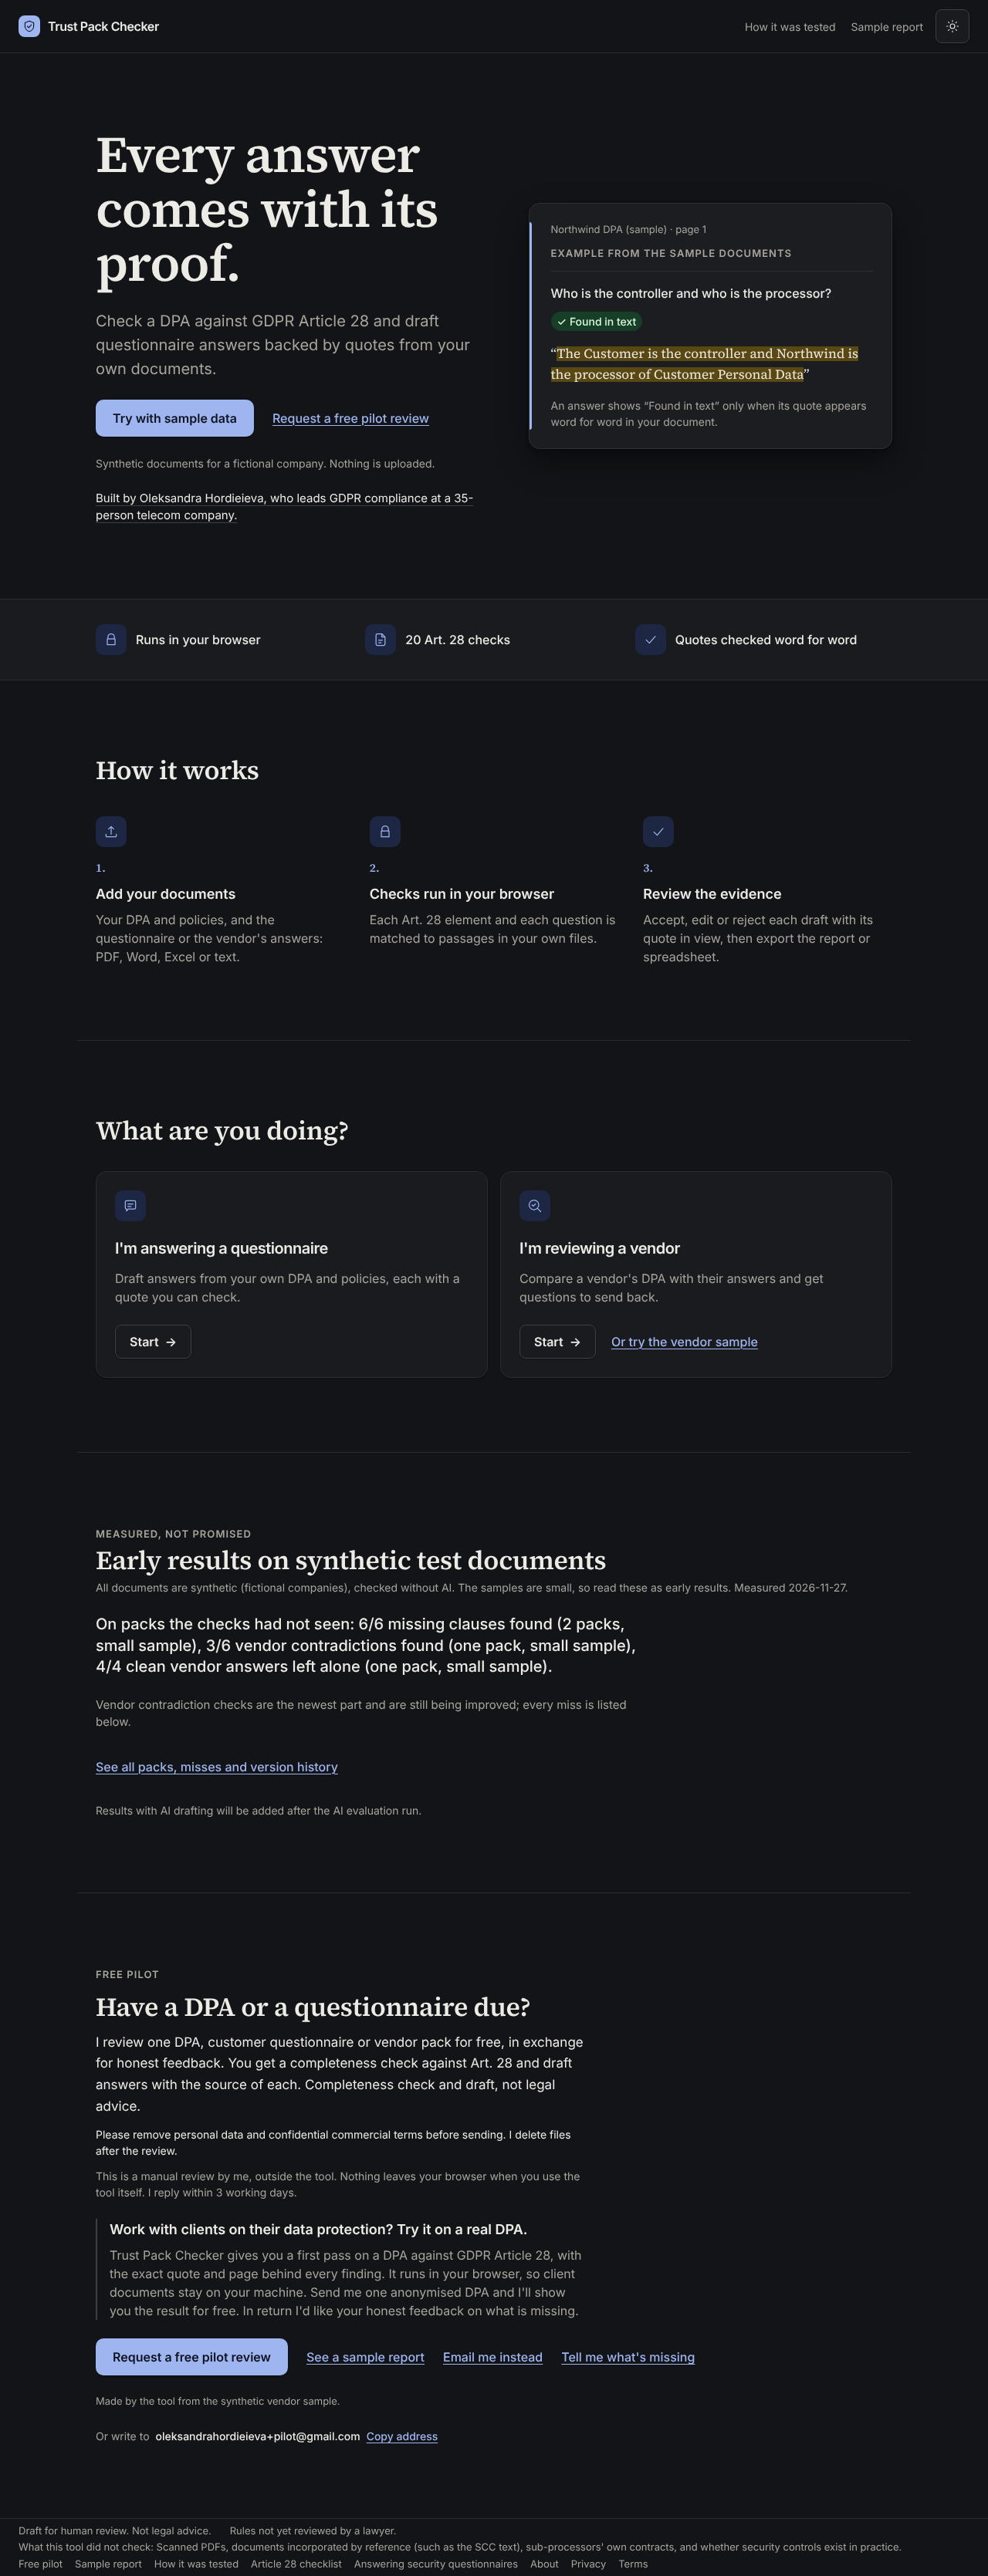 Trust Pack Checker
How it was tested
Sample report
Every answer
comes with its
proof.
Check a DPA against GDPR Article 28 and draft
questionnaire answers backed by quotes from your
own documents.
Try with sample data
Request a free pilot review
Synthetic documents for a fictional company. Nothing is uploaded.
Built by Oleksandra Hordieieva, who leads GDPR compliance at a 35-
person telecom company.
Northwind DPA (sample) · page 1
EXAMPLE FROM THE SAMPLE DOCUMENTS
Who is the controller and who is the processor?
✓ Found in text
“The Customer is the controller and Northwind is
the processor of Customer Personal Data”
An answer shows “Found in text” only when its quote appears
word for word in your document.
Runs in your browser
20 Art. 28 checks
Quotes checked word for word
How it works
1.
Add your documents
Your DPA and policies, and the
questionnaire or the vendor's answers:
PDF, Word, Excel or text.
2.
Checks run in your browser
Each Art. 28 element and each question is
matched to passages in your own files.
3.
Review the evidence
Accept, edit or reject each draft with its
quote in view, then export the report or
spreadsheet.
What are you doing?
I'm answering a questionnaire
Draft answers from your own DPA and policies, each with a
quote you can check.
Start →
I'm reviewing a vendor
Compare a vendor's DPA with their answers and get
questions to send back.
Start →
Or try the vendor sample
MEASURED, NOT PROMISED
Early results on synthetic test documents
All documents are synthetic (fictional companies), checked without AI. The samples are small, so read these as early results. Measured 2026-11-27.
On packs the checks had not seen: 6/6 missing clauses found (2 packs,
small sample), 3/6 vendor contradictions found (one pack, small sample),
4/4 clean vendor answers left alone (one pack, small sample).
Vendor contradiction checks are the newest part and are still being improved; every miss is listed
below.
See all packs, misses and version history
Results with AI drafting will be added after the AI evaluation run.
FREE PILOT
Have a DPA or a questionnaire due?
I review one DPA, customer questionnaire or vendor pack for free, in exchange
for honest feedback. You get a completeness check against Art. 28 and draft
answers with the source of each. Completeness check and draft, not legal
advice.
Please remove personal data and confidential commercial terms before sending. I delete files
after the review.
This is a manual review by me, outside the tool. Nothing leaves your browser when you use the
tool itself. I reply within 3 working days.
Work with clients on their data protection? Try it on a real DPA.
Trust Pack Checker gives you a first pass on a DPA against GDPR Article 28, with
the exact quote and page behind every finding. It runs in your browser, so client
documents stay on your machine. Send me one anonymised DPA and I'll show
you the result for free. In return I'd like your honest feedback on what is missing.
Request a free pilot review
See a sample report
Email me instead
Tell me what's missing
Made by the tool from the synthetic vendor sample.
Or write to oleksandrahordieieva+pilot@gmail.com Copy address
Draft for human review. Not legal advice. Rules not yet reviewed by a lawyer.
What this tool did not check: Scanned PDFs, documents incorporated by reference (such as the SCC text), sub-processors' own contracts, and whether security controls exist in practice.
Free pilot Sample report How it was tested Article 28 checklist Answering security questionnaires About Privacy Terms